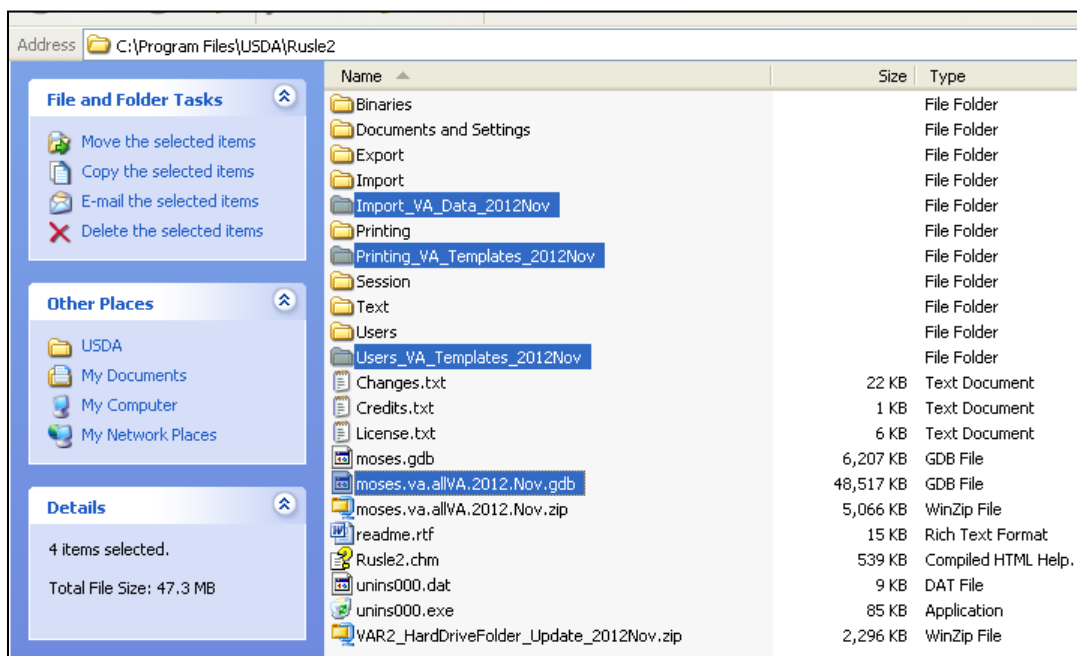 Address C:\Program Files\USDA\Rusle2
File and Folder Tasks
Move the selected items
Copy the selected items
E-mail the selected items
Delete the selected items
Other Places
USDA
My Documents
My Computer
My Network Places
Details
4 items selected.
Total File Size: 47.3 MB
Name Size Type
Binaries File Folder
Documents and Settings File Folder
Export File Folder
Import File Folder
Import_VA_Data_2012Nov File Folder
Printing File Folder
Printing_VA_Templates_2012Nov File Folder
Session File Folder
Text File Folder
Users File Folder
Users_VA_Templates_2012Nov File Folder
Changes.txt 22 KB Text Document
Credits.txt 1 KB Text Document
License.txt 6 KB Text Document
moses.gdb 6,207 KB GDB File
moses.va.allVA.2012.Nov.gdb 48,517 KB GDB File
moses.va.allVA.2012.Nov.zip 5,066 KB WinZip File
readme.rtf 15 KB Rich Text Format
Rusle2.chm 539 KB Compiled HTML Help.
unins000.dat 9 KB DAT File
unins000.exe 85 KB Application
VAR2_HardDriveFolder_Update_2012Nov.zip 2,296 KB WinZip File